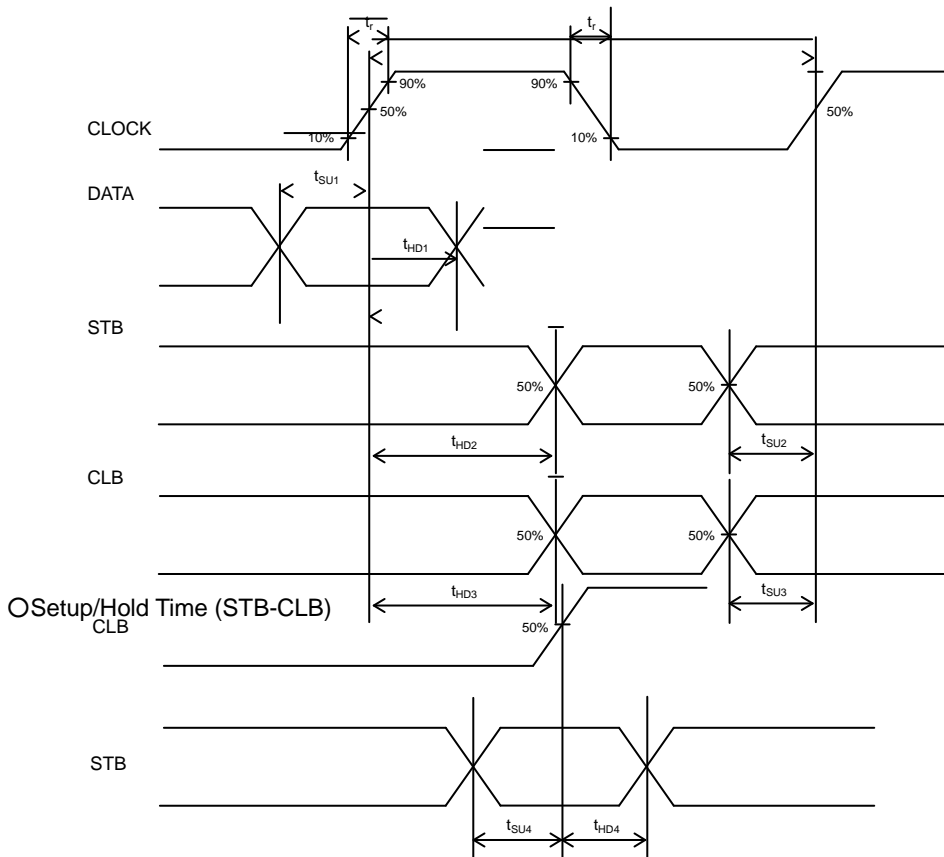 tr tr
90% 90%
50% 50%
CLOCK 10% 10%
tSU1
DATA
tHD1
STB
50% 50%
tHD2 tSU2
CLB
50% 50%
tHD3 tSU3
○Setup/Hold Time (STB-CLB)
CLB 50%
STB
tSU4 tHD4